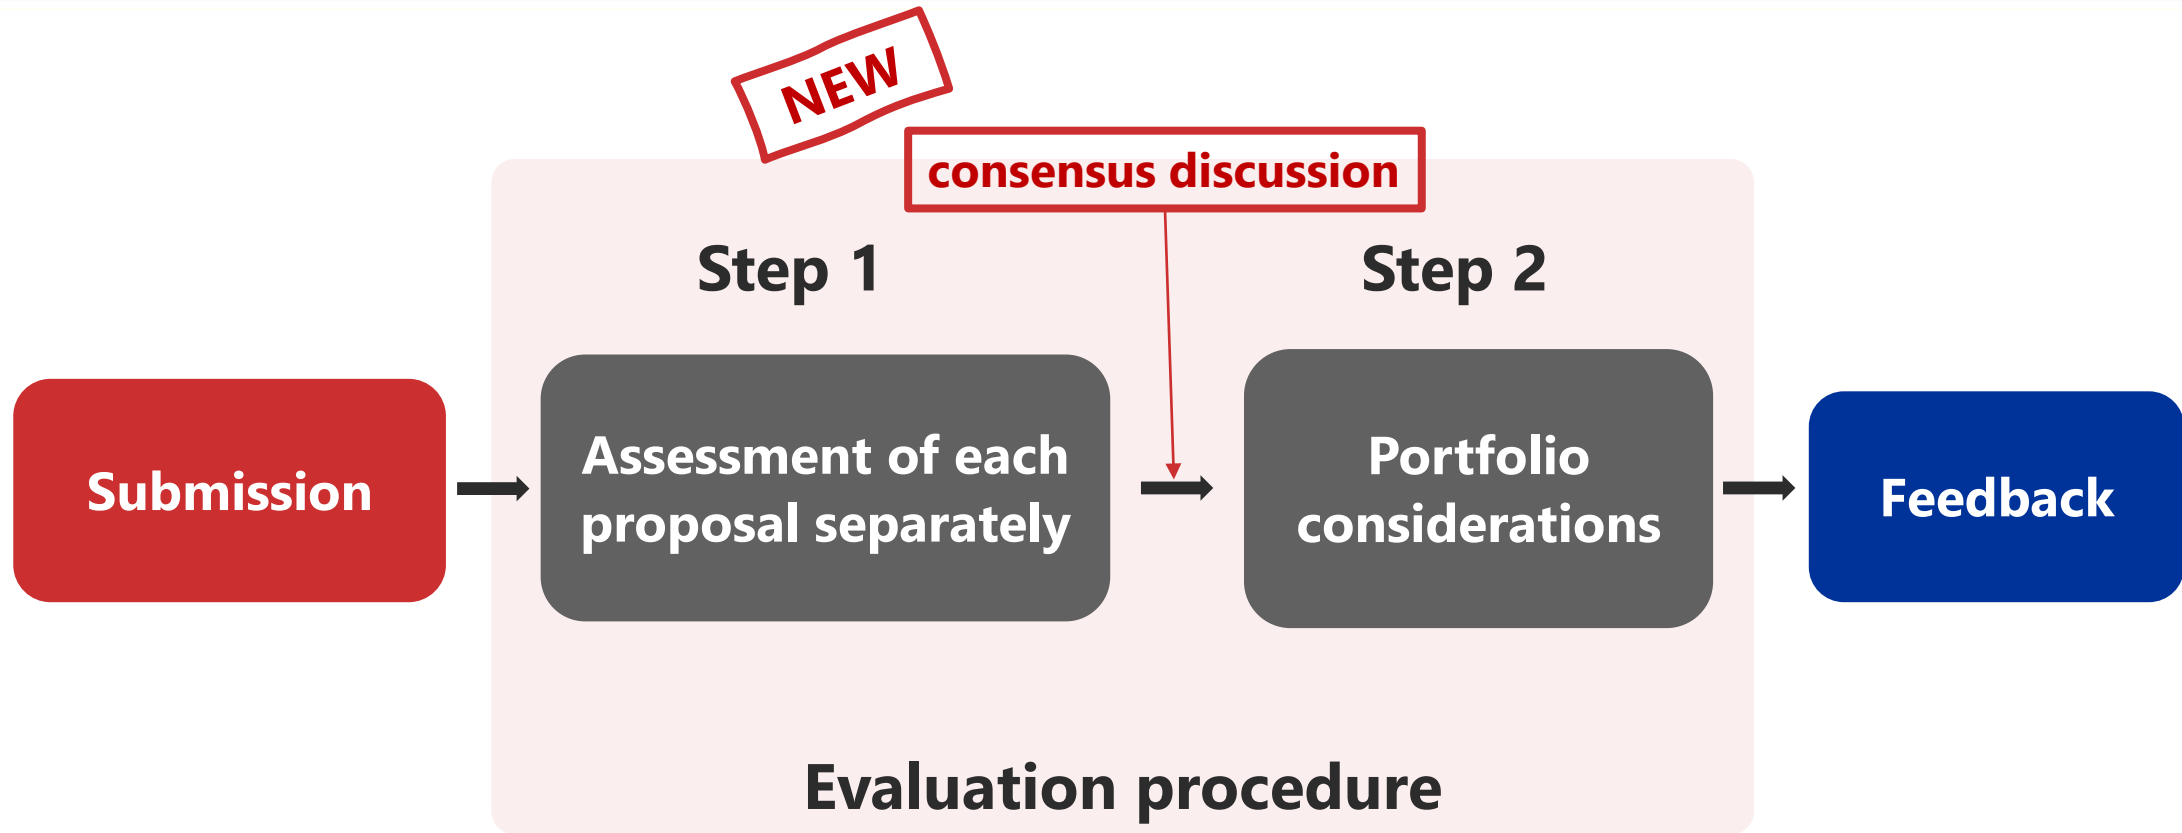 NEW
consensus discussion
Step 1
Step 2
Submission
Assessment of each
proposal separately
Portfolio
considerations
Feedback
Evaluation procedure